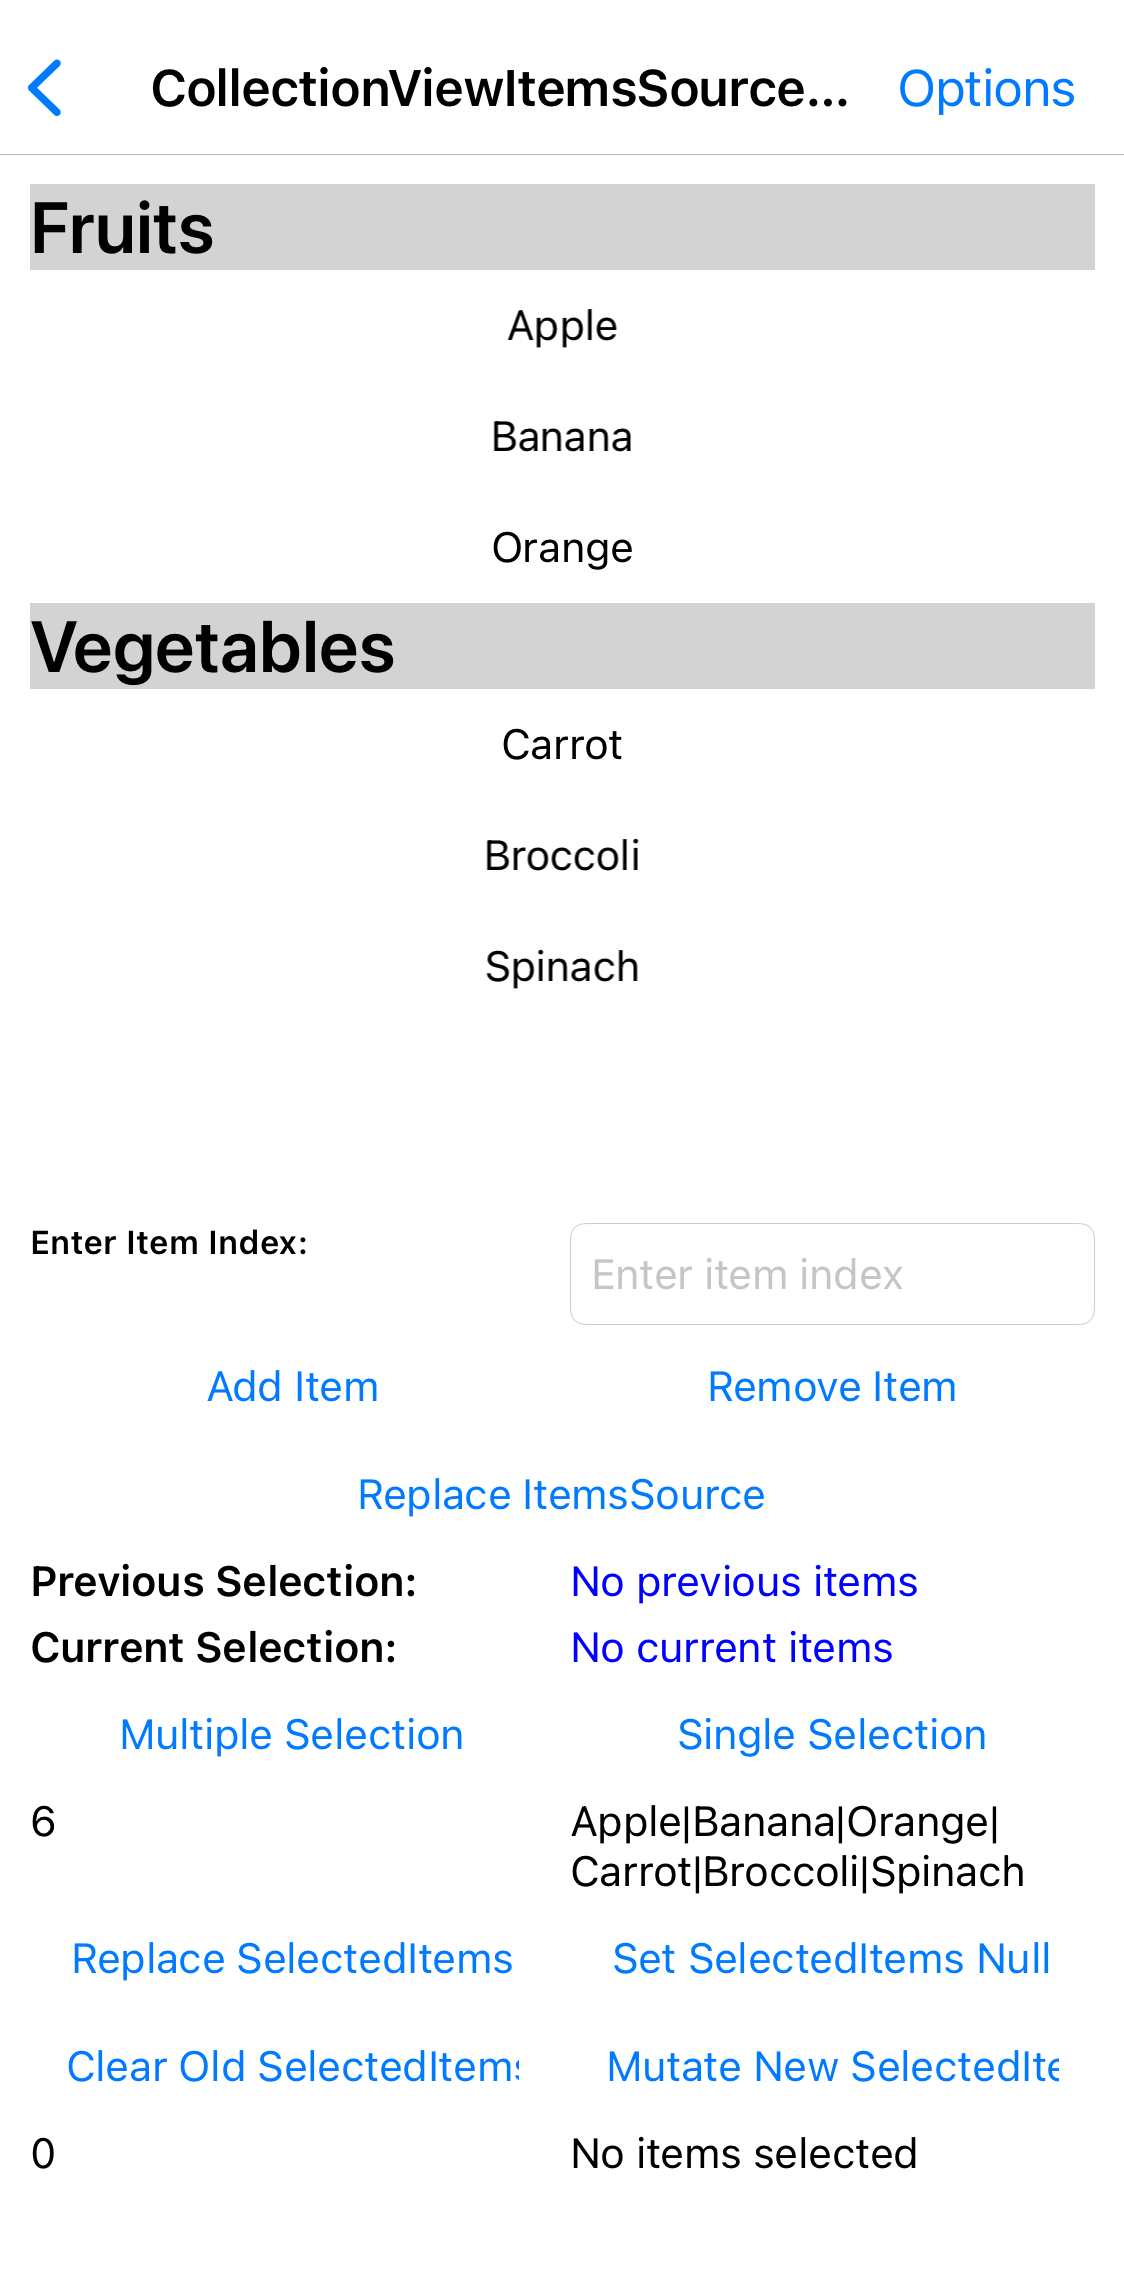 CollectionViewItemsSource... Options
Fruits
Apple
Banana
Orange
Vegetables
Carrot
Broccoli
Spinach
Enter Item Index: Enter item index
Add Item Remove Item
Replace ItemsSource
Previous Selection: No previous items
Current Selection: No current items
Multiple Selection Single Selection
6 Apple|Banana|Orange|
Carrot|Broccoli|Spinach
Replace SelectedItems Set SelectedItems Null
Clear Old SelectedItems Mutate New SelectedIte
0 No items selected